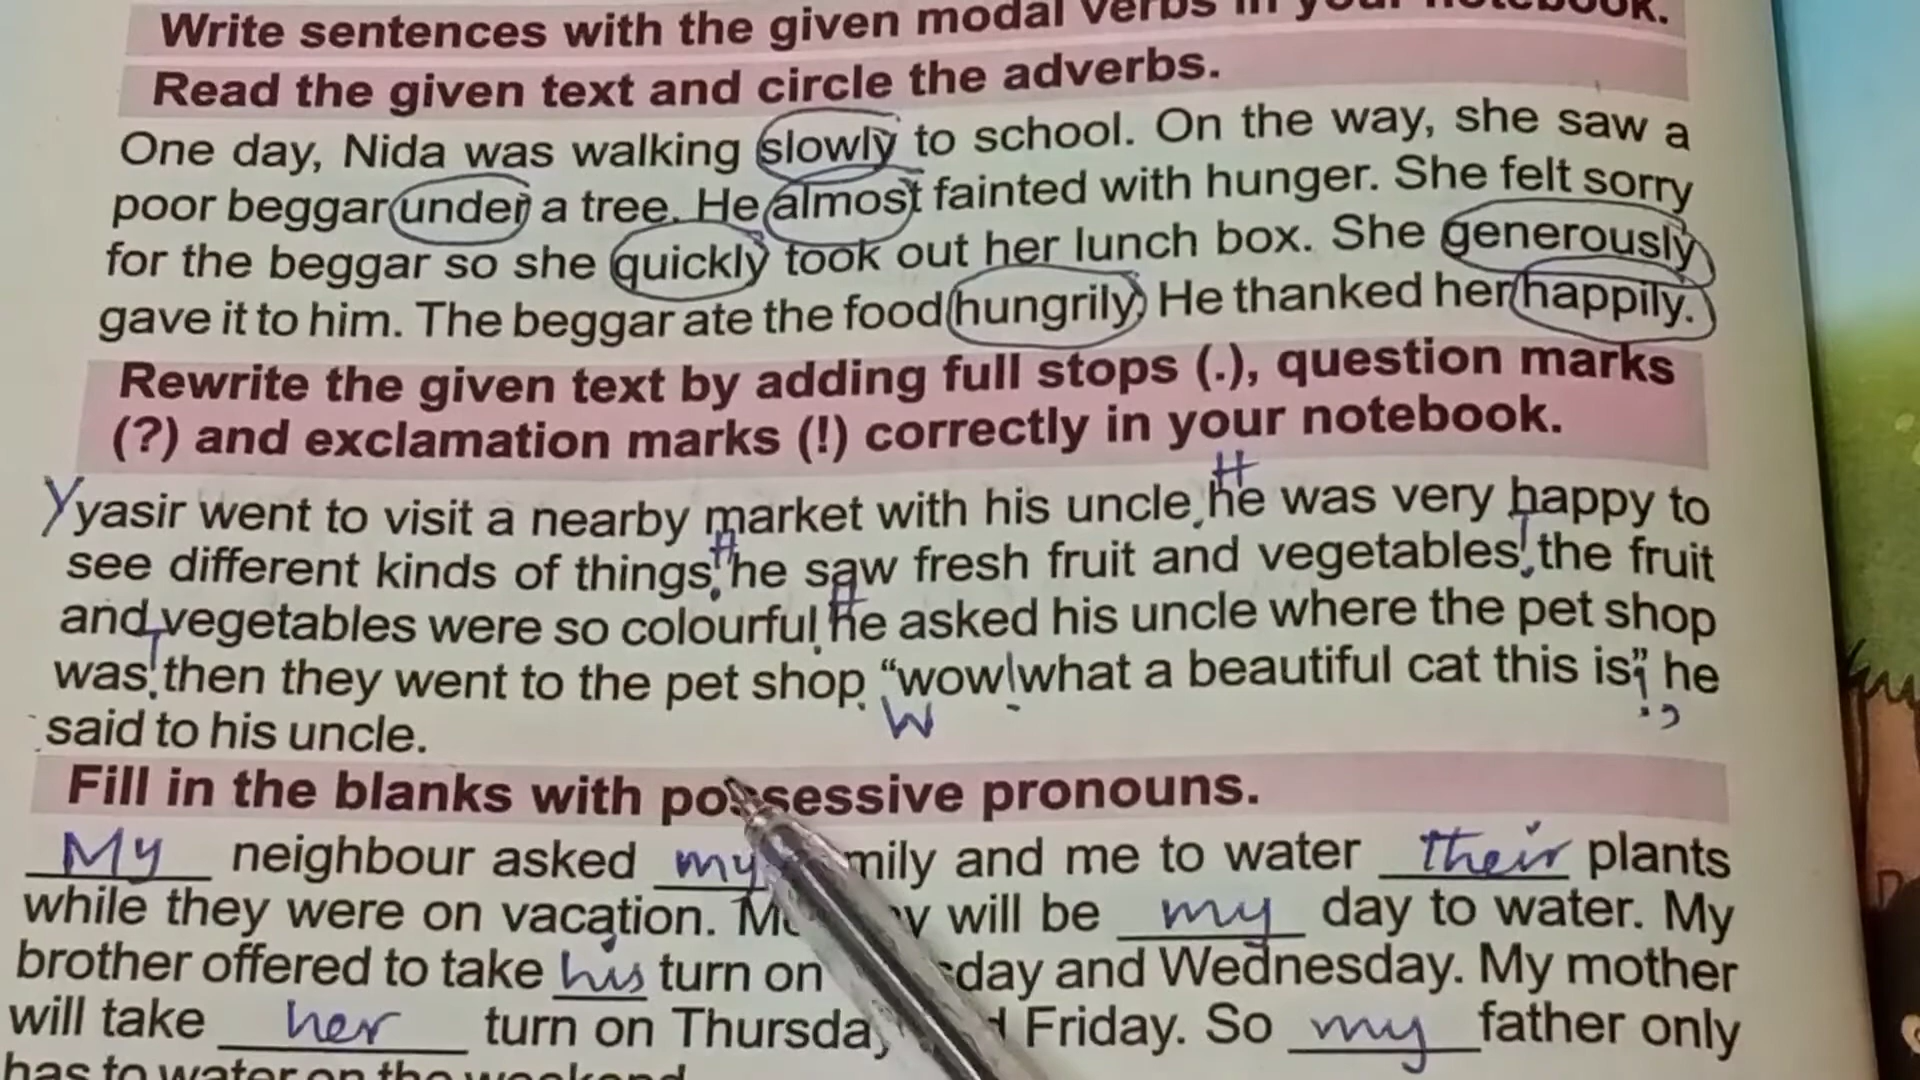 Write sentences with the given modal verbs in your notebook.
Read the given text and circle the adverbs.
One day, Nida was walking slowly to school. On the way, she saw a
poor beggar under a tree. He almost fainted with hunger. She felt sorry
for the beggar so she quickly took out her lunch box. She generously
gave it to him. The beggar ate the food hungrily. He thanked her happily.
Rewrite the given text by adding full stops (.), question marks
(?) and exclamation marks (!) correctly in your notebook.
Y yasir went to visit a nearby market with his uncle. H he was very happy to
see different kinds of things. H he saw fresh fruit and vegetables. T the fruit
and vegetables were so colourful. H he asked his uncle where the pet shop
was. T then they went to the pet shop. "wow! what a beautiful cat this is", he
W
said to his uncle.
Fill in the blanks with possessive pronouns.
My neighbour asked my mily and me to water their plants
while they were on vacation. will be my day to water. My
brother offered to take his turn on day and Wednesday. My mother
will take her turn on Thursday Friday. So my father only
has to water on the weekend